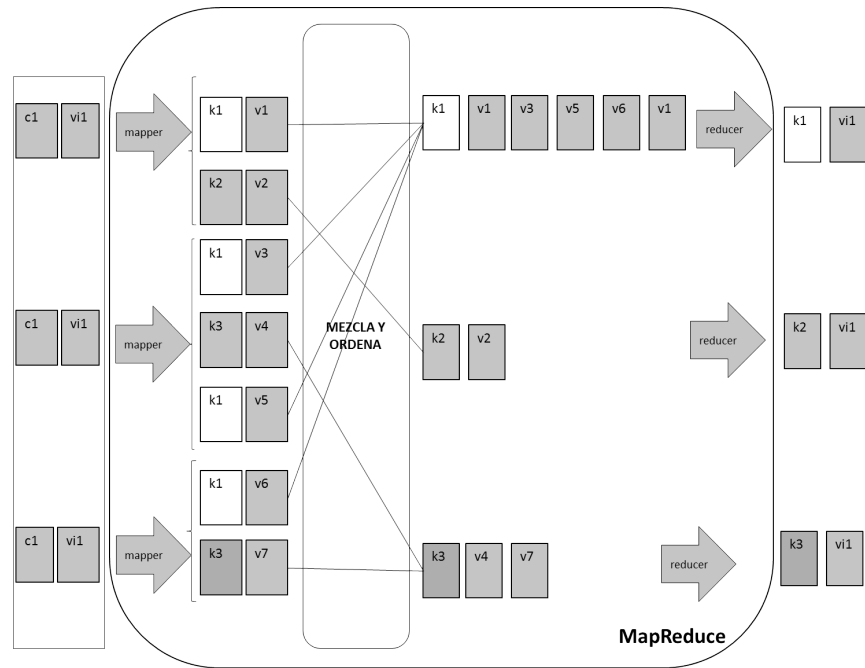 c1 vi1
mapper
k1 v1
k2 v2
c1 vi1
mapper
k1 v3
k3 v4
k1 v5
c1 vi1
mapper
k1 v6
k3 v7
MEZCLA Y
ORDENA
k1 v1 v3 v5 v6 v1
reducer
k1 vi1
k2 v2
reducer
k2 vi1
k3 v4 v7
reducer
k3 vi1
MapReduce